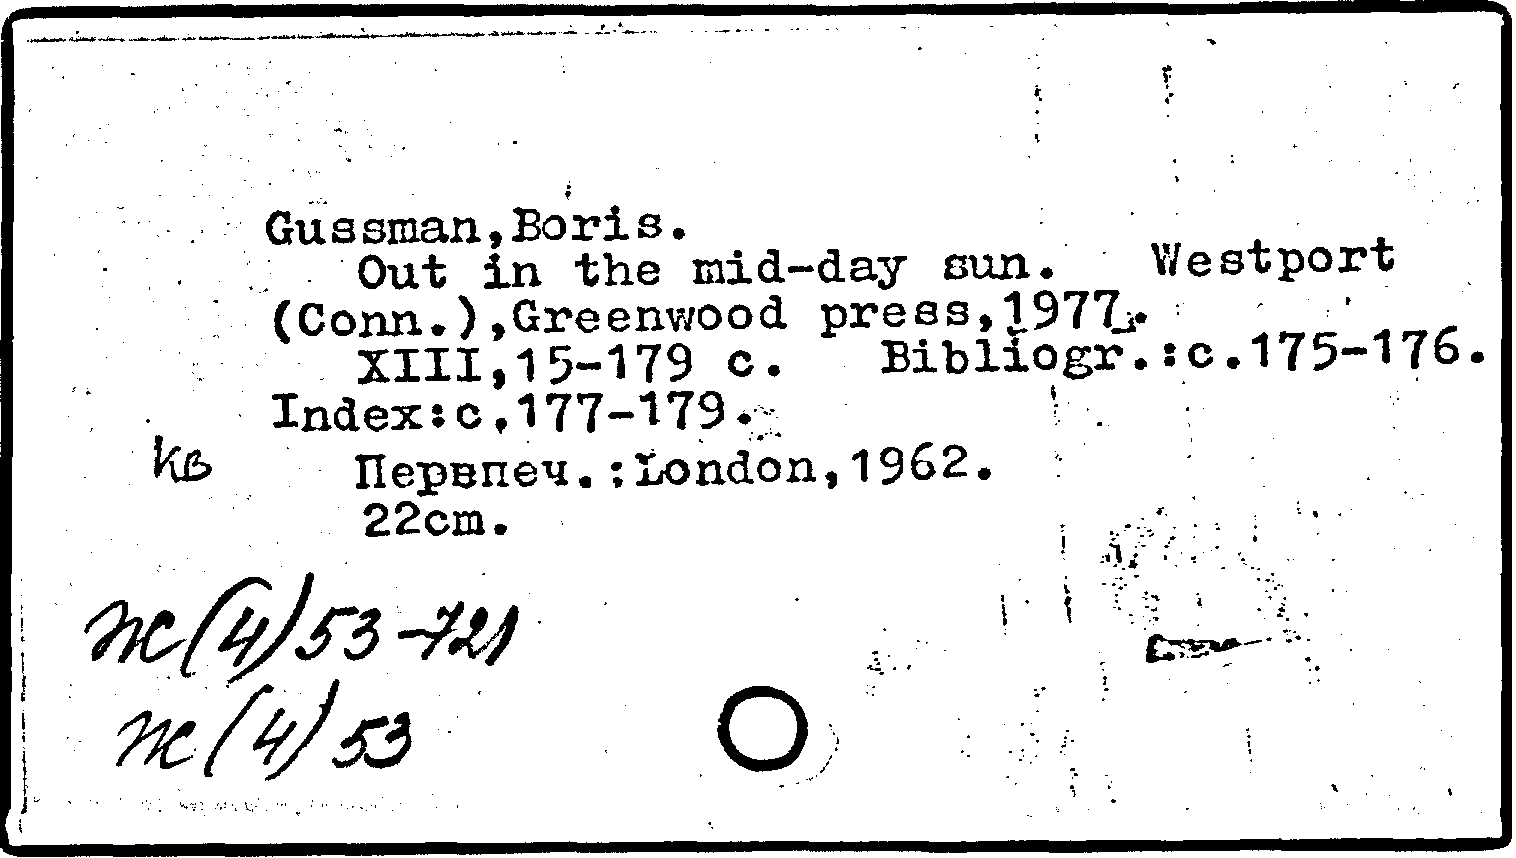 Gussman,Boris.
Out in the mid-day sun. Westport
(Conn.),Greenwood press,1977.
XIII,15-179 c. Bibliogr.:c.175-176.
Index:c.177-179.
кв Первпеч.:London,1962.
22cm.
Ж(4)53-721
Ж(4)53